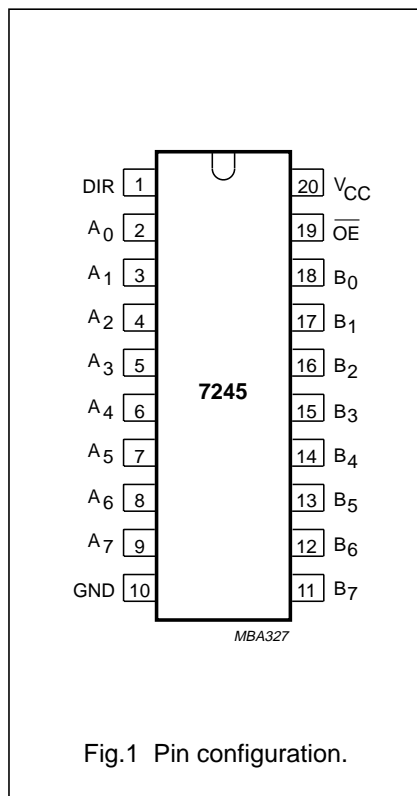 DIR 1 20 VCC
A0 2 19 OE
A1 3 18 B0
A2 4 17 B1
A3 5 16 B2
7245
A4 6 15 B3
A5 7 14 B4
A6 8 13 B5
A7 9 12 B6
GND 10 11 B7
MBA327
Fig.1 Pin configuration.